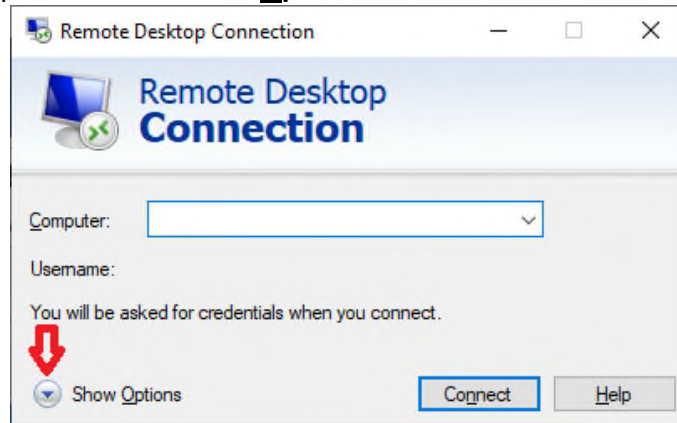 Remote Desktop Connection
Remote Desktop
Connection
Computer:
Username:
You will be asked for credentials when you connect.
Show Options
Connect
Help